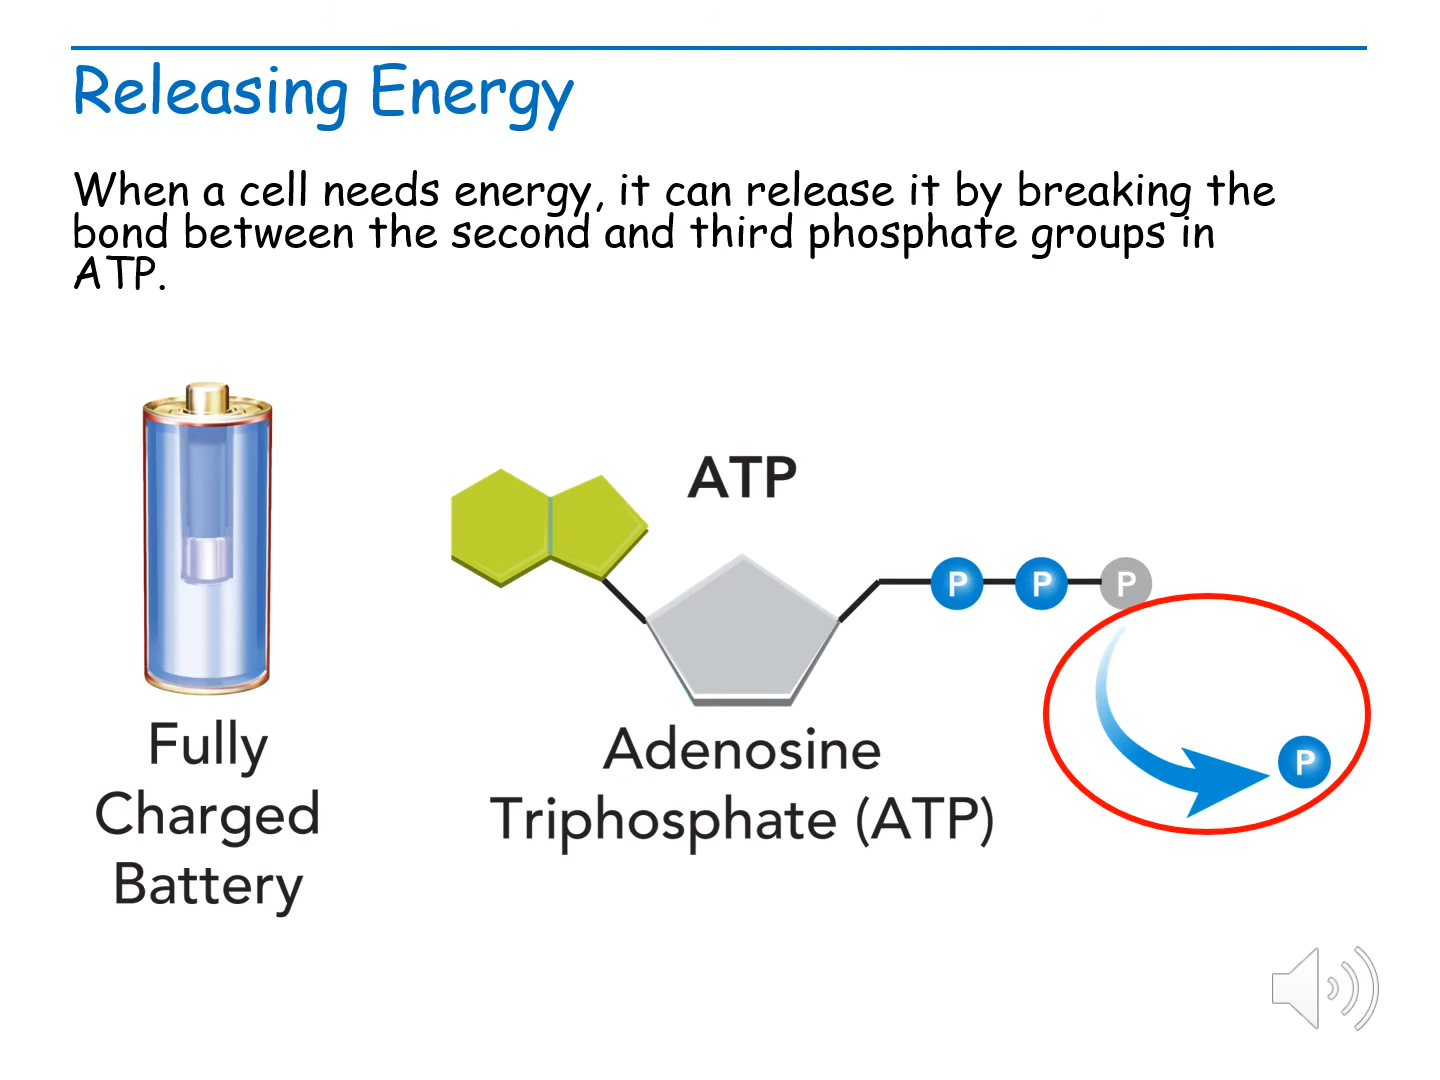 Releasing Energy
When a cell needs energy, it can release it by breaking the
bond between the second and third phosphate groups in
ATP.
ATP
P P P
P
Fully
Charged
Battery
Adenosine
Triphosphate (ATP)